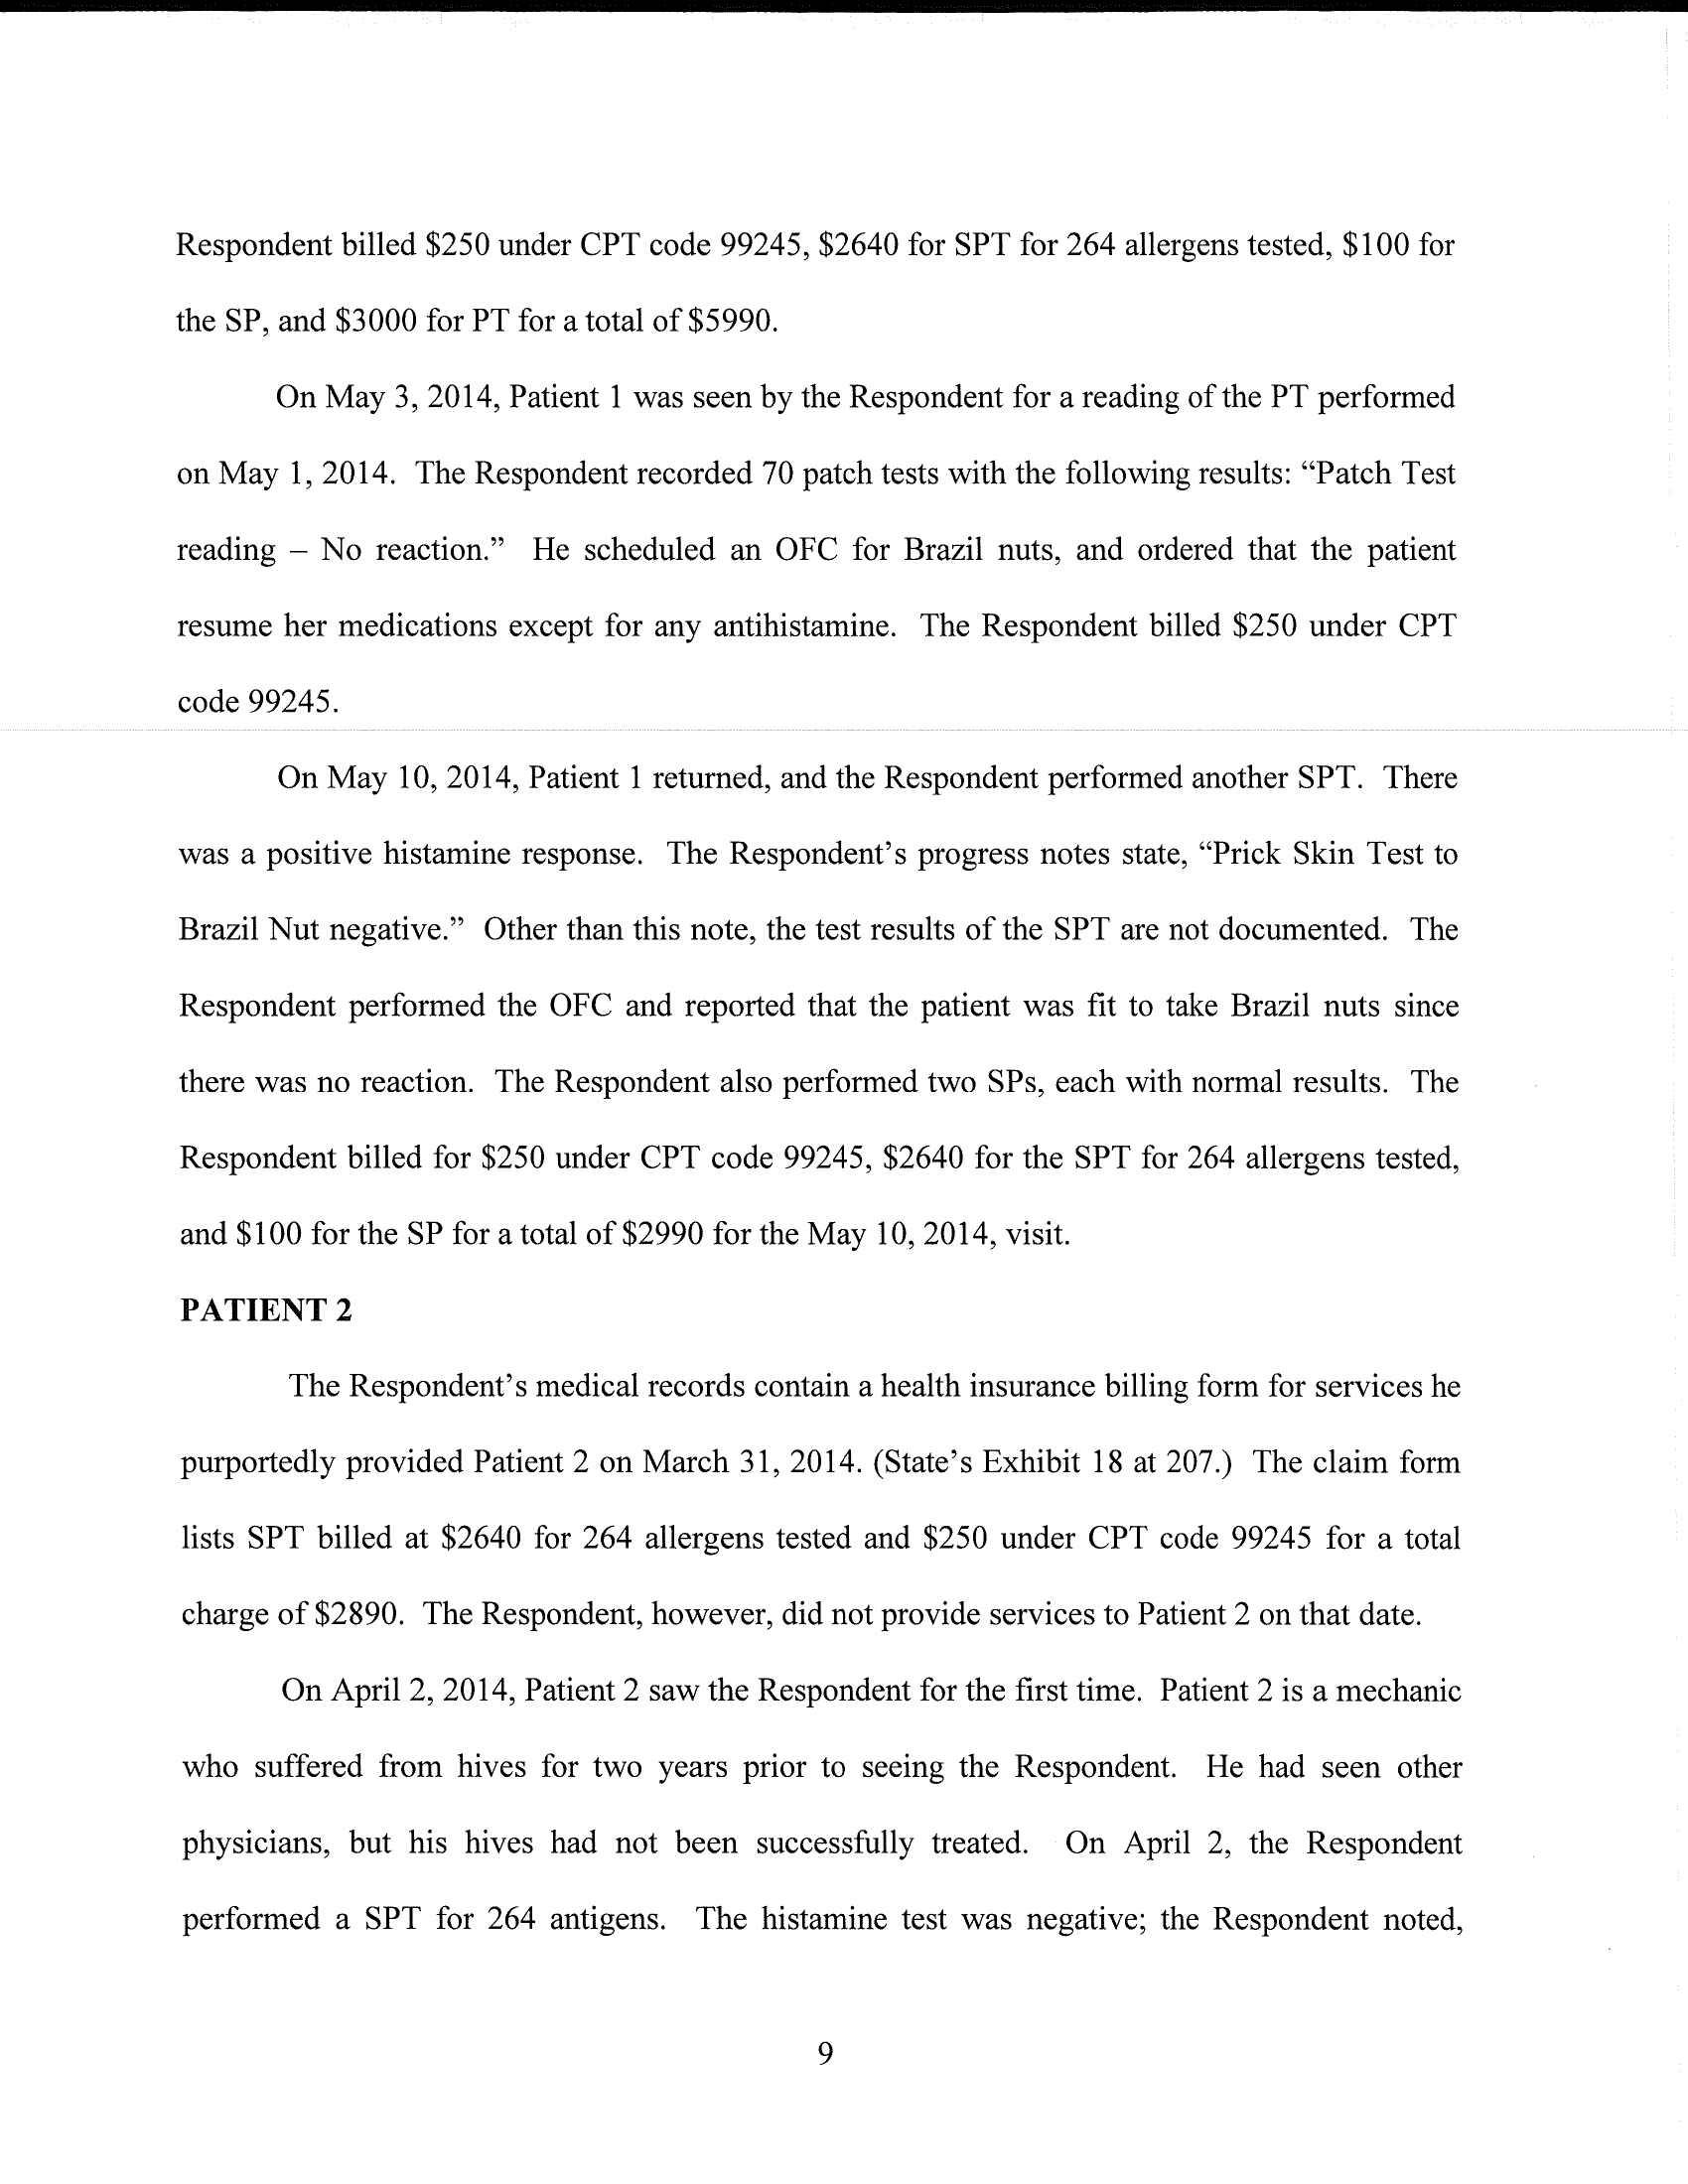 Respondent billed $250 under CPT code 99245, $2640 for SPT for 264 allergens tested, $100 for
the SP, and $3000 for PT for a total of $5990.
On May 3, 2014, Patient 1 was seen by the Respondent for a reading of the PT performed
on May 1, 2014. The Respondent recorded 70 patch tests with the following results: “Patch Test
reading – No reaction.” He scheduled an OFC for Brazil nuts, and ordered that the patient
resume her medications except for any antihistamine. The Respondent billed $250 under CPT
code 99245.
On May 10, 2014, Patient 1 returned, and the Respondent performed another SPT. There
was a positive histamine response. The Respondent’s progress notes state, “Prick Skin Test to
Brazil Nut negative.” Other than this note, the test results of the SPT are not documented. The
Respondent performed the OFC and reported that the patient was fit to take Brazil nuts since
there was no reaction. The Respondent also performed two SPs, each with normal results. The
Respondent billed for $250 under CPT code 99245, $2640 for the SPT for 264 allergens tested,
and $100 for the SP for a total of $2990 for the May 10, 2014, visit.
PATIENT 2
The Respondent’s medical records contain a health insurance billing form for services he
purportedly provided Patient 2 on March 31, 2014. (State’s Exhibit 18 at 207.) The claim form
lists SPT billed at $2640 for 264 allergens tested and $250 under CPT code 99245 for a total
charge of $2890. The Respondent, however, did not provide services to Patient 2 on that date.
On April 2, 2014, Patient 2 saw the Respondent for the first time. Patient 2 is a mechanic
who suffered from hives for two years prior to seeing the Respondent. He had seen other
physicians, but his hives had not been successfully treated. On April 2, the Respondent
performed a SPT for 264 antigens. The histamine test was negative; the Respondent noted,
9